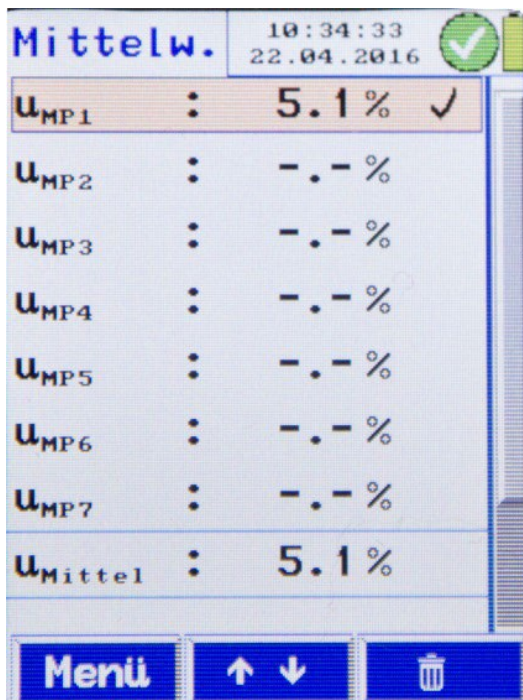 Mittelw. 10:34:33
22.04.2016
uMP1 : 5.1 % ✓
uMP2 : -.- %
uMP3 : -.- %
uMP4 : -.- %
uMP5 : -.- %
uMP6 : -.- %
uMP7 : -.- %
uMittel : 5.1 %
Menü ↑ ↓